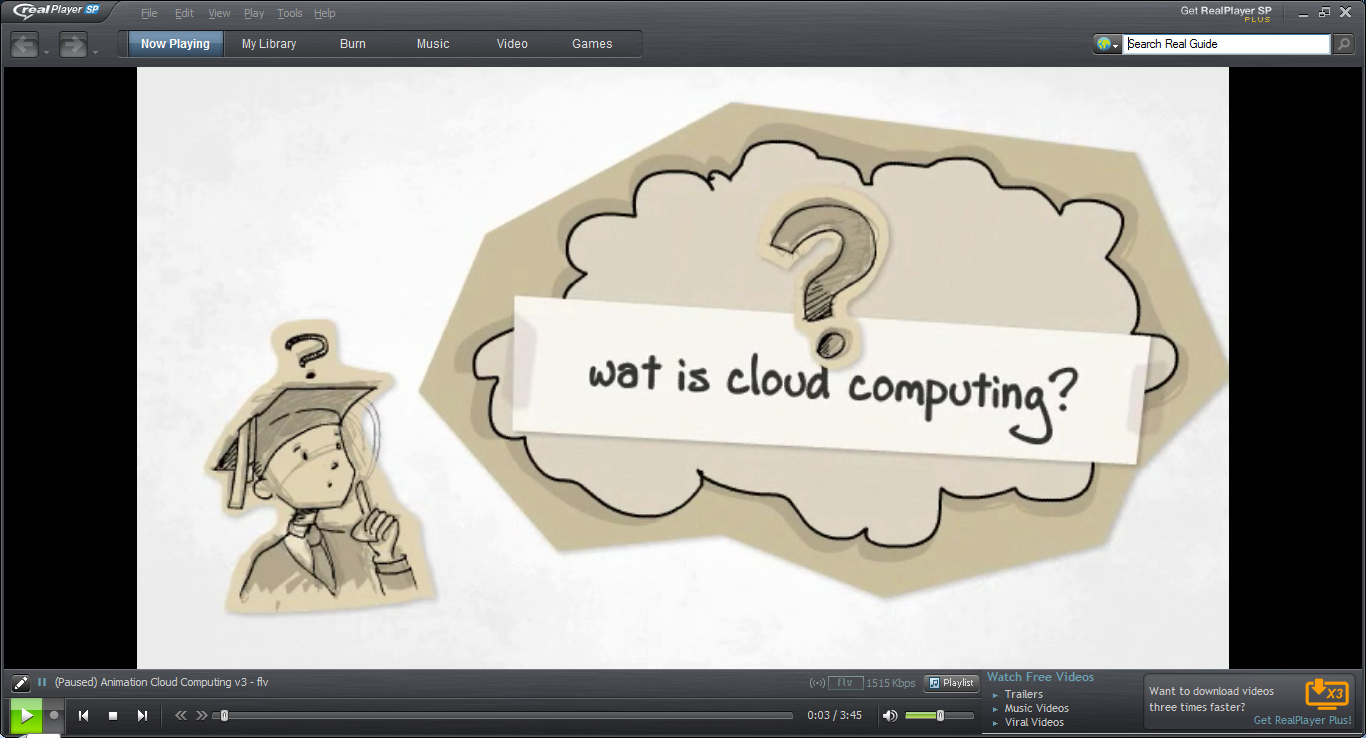 real Player SP
File Edit View Play Tools Help
Get RealPlayer SP
PLUS
Now Playing My Library Burn Music Video Games
Search Real Guide
?
?
wat is cloud computing?
(Paused) Animation Cloud Computing v3 - flv
flv 1515 Kbps
Playlist
0:03 / 3:45
Watch Free Videos
Trailers
Music Videos
Viral Videos
Want to download videos
three times faster?
X3
Get RealPlayer Plus!